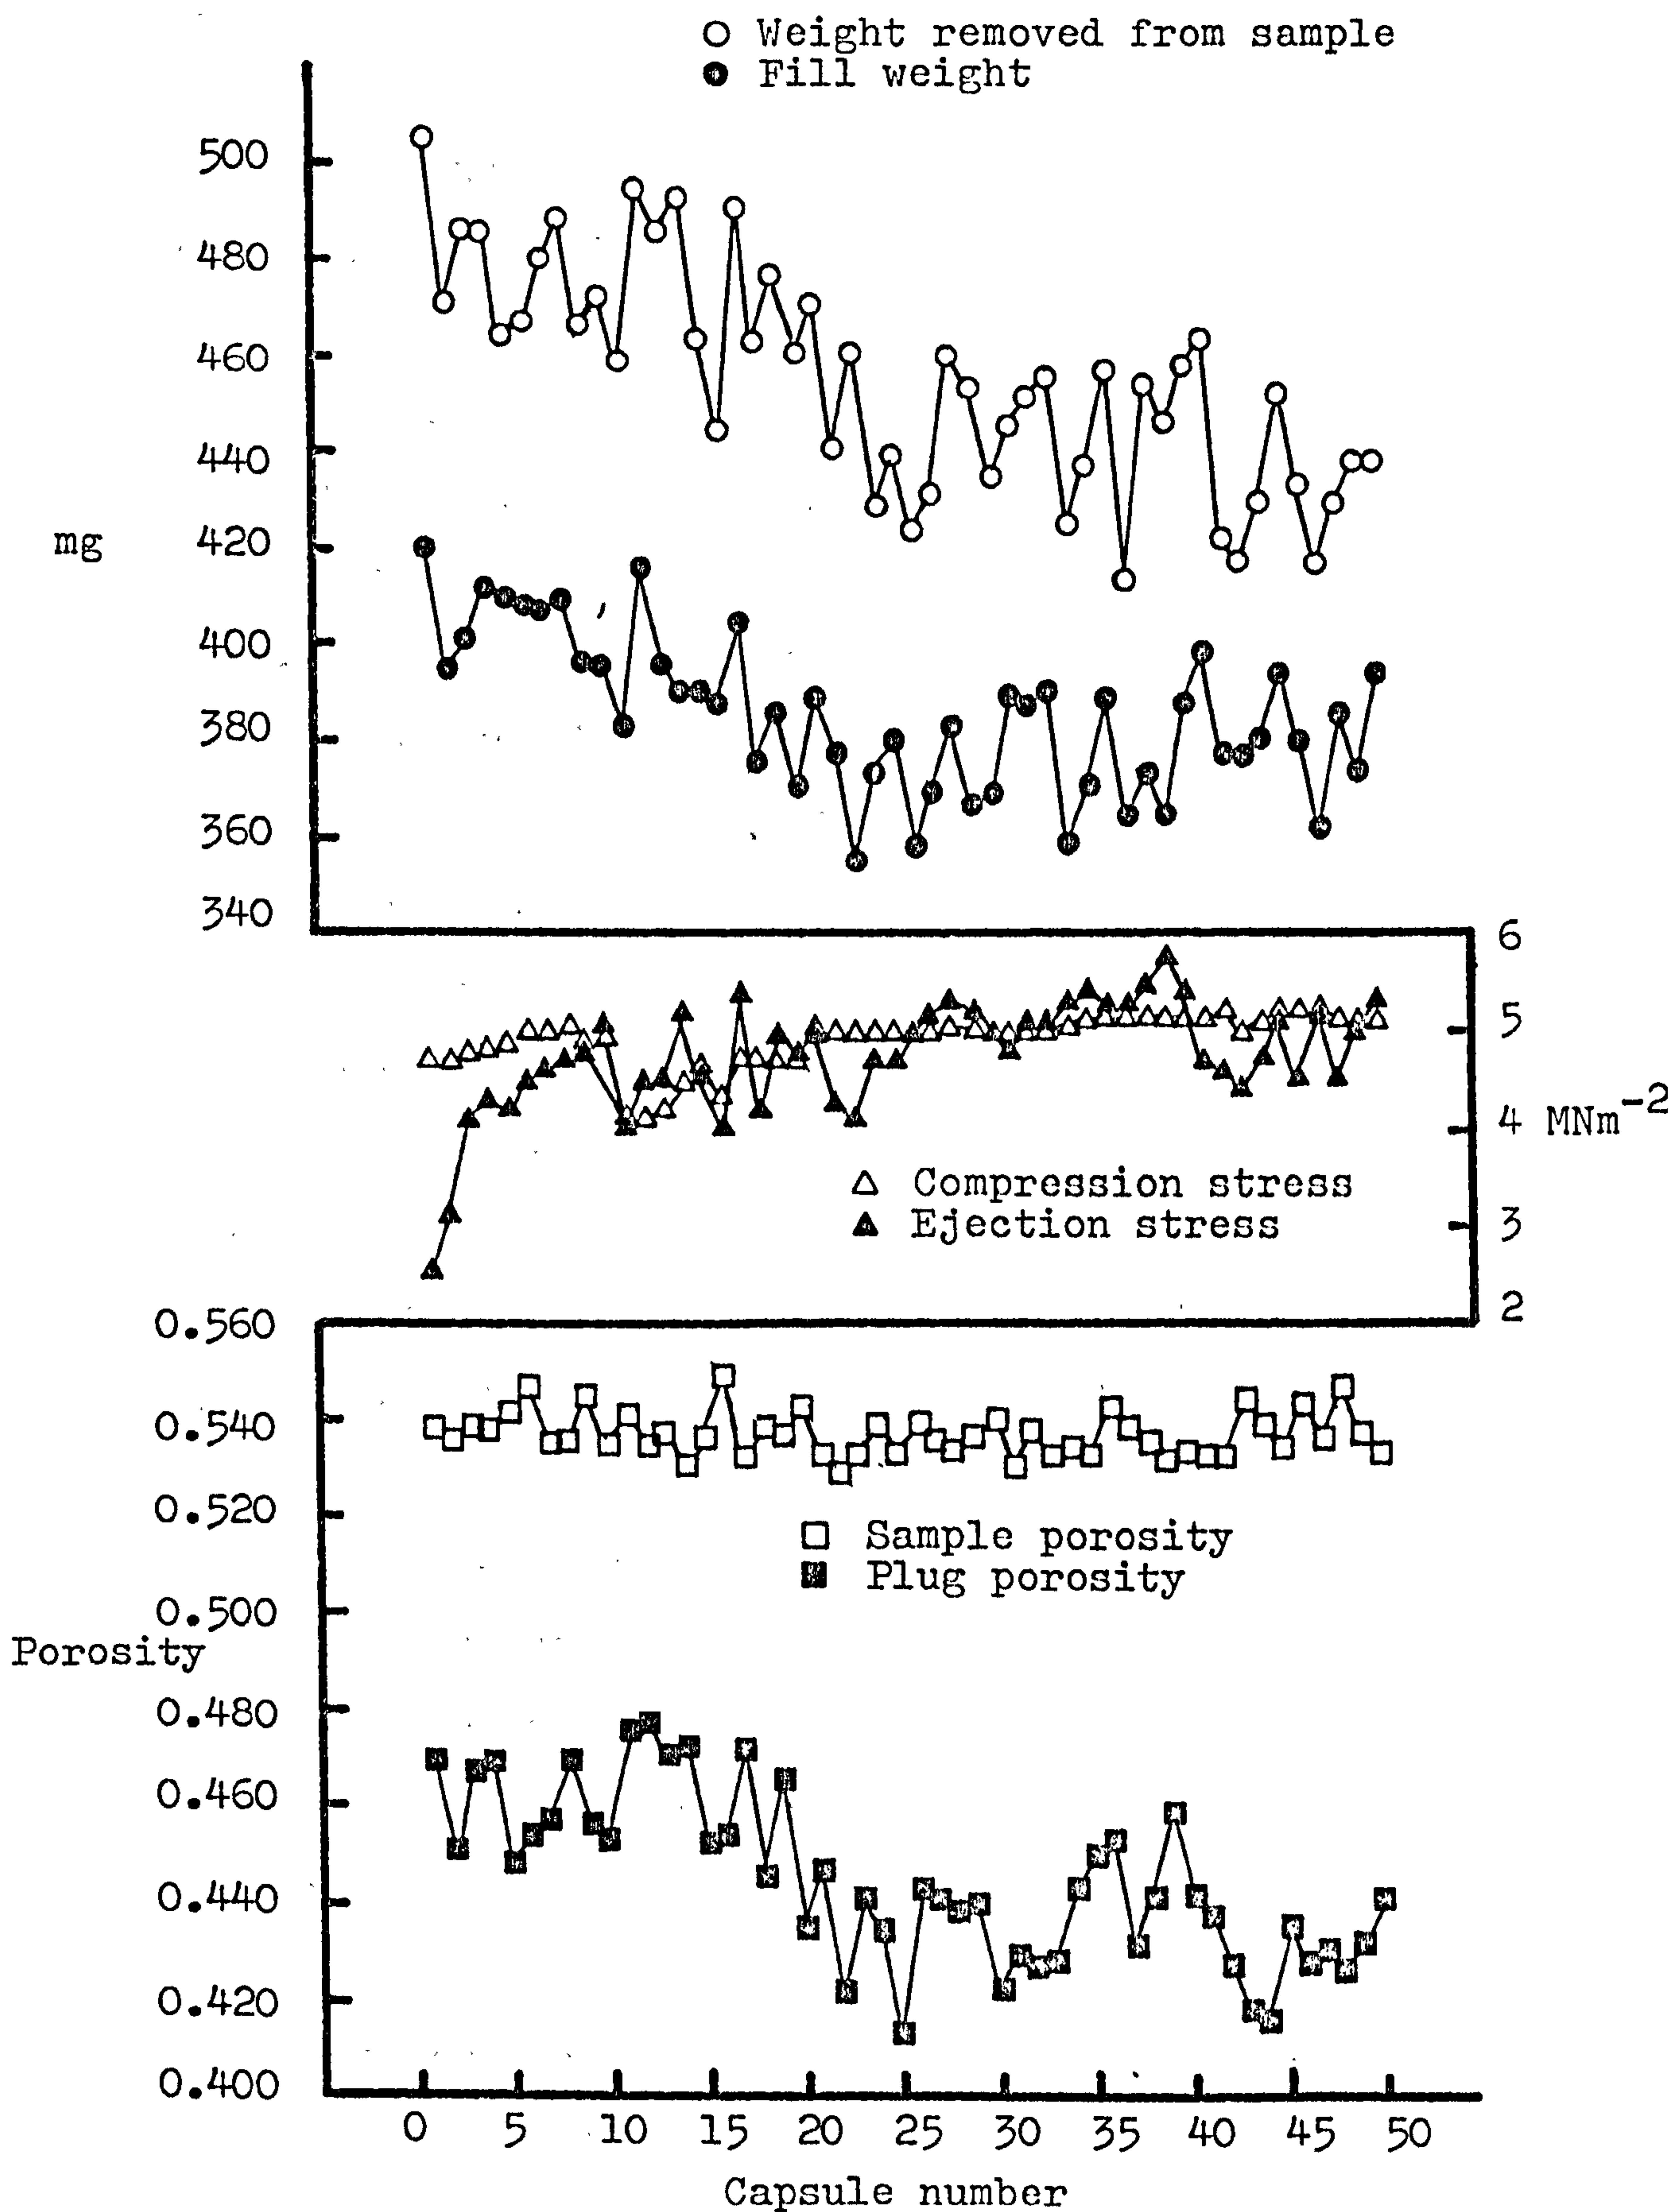 Weight removed from sample
Fill weight
500
480
460
440
mg 420
400
380
360
340
6
5
4 MNm⁻²
Compression stress
Ejection stress
3
2
0.560
0.540
0.520
Sample porosity
Plug porosity
0.500
Porosity
0.480
0.460
0.440
0.420
0.400
0 5 10 15 20 25 30 35 40 45 50
Capsule number